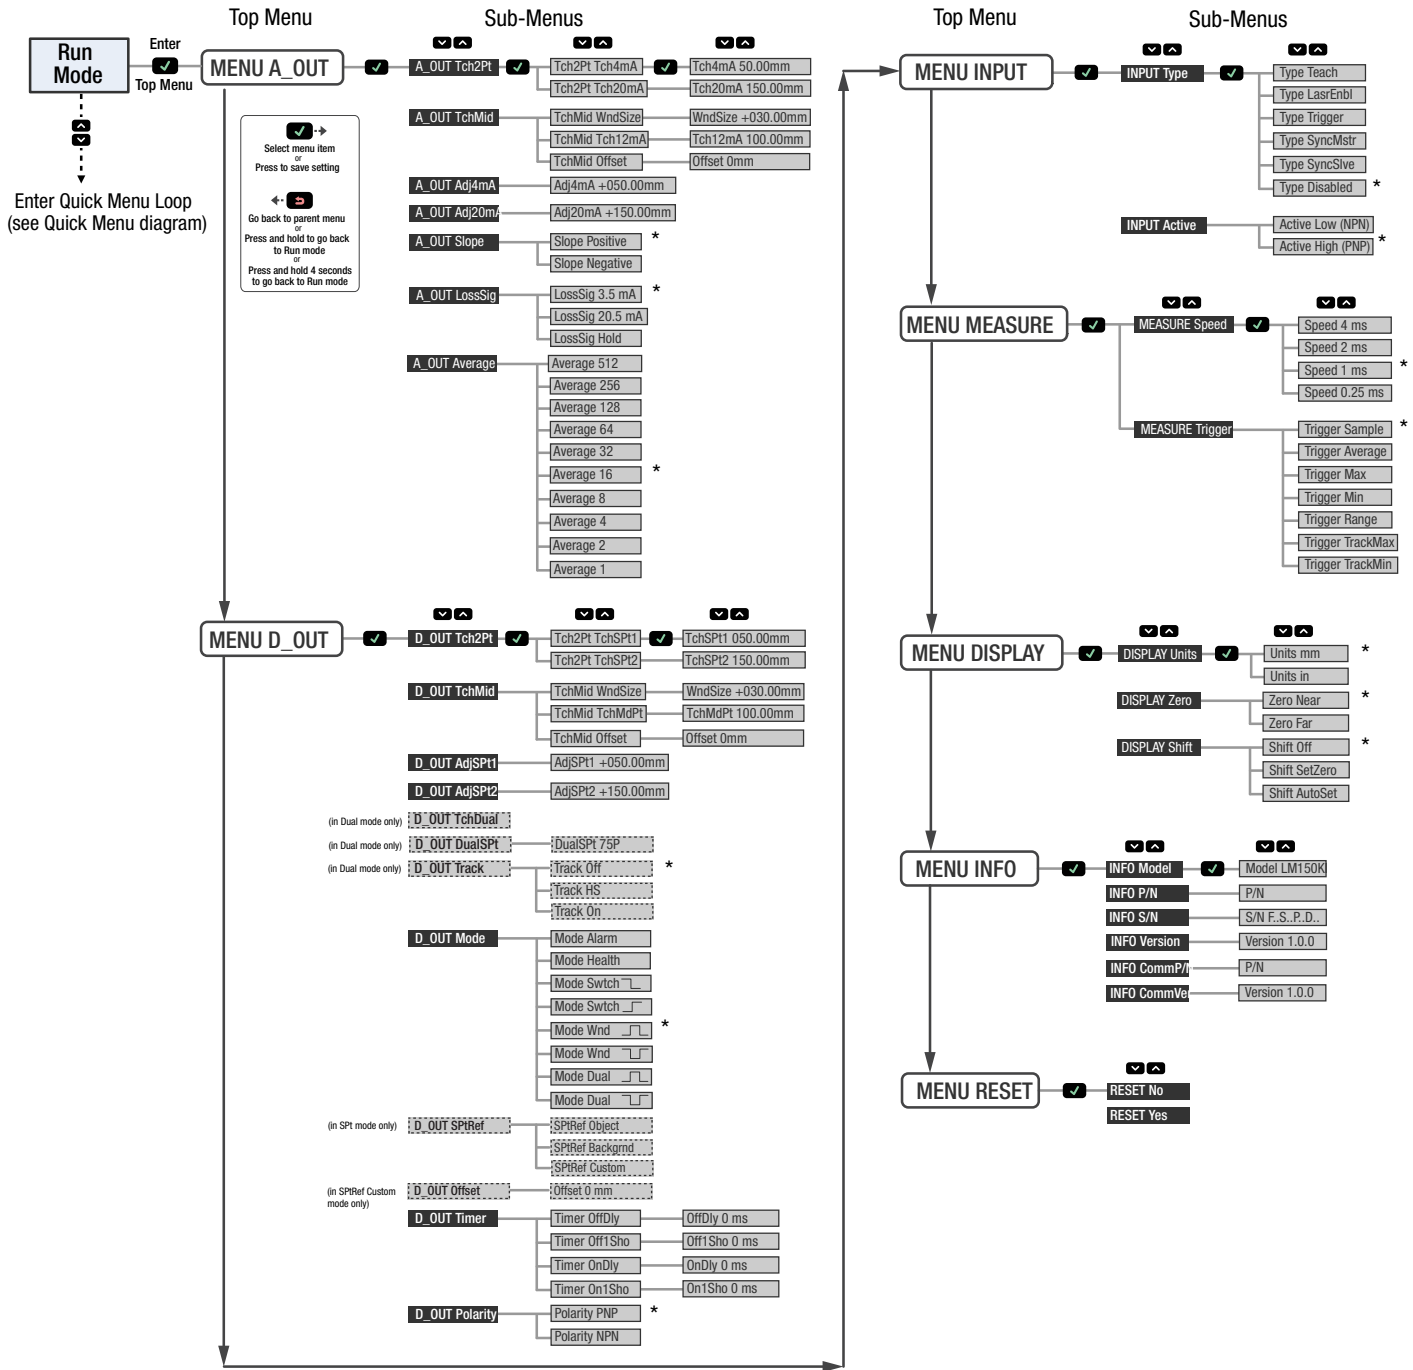 Top Menu
Sub-Menus
Run
Mode
Enter
Top Menu
Enter Quick Menu Loop
(see Quick Menu diagram)
Select menu item
or
Press to save setting
Go back to parent menu
or
Press and hold to go back
to Run mode
or
Press and hold 4 seconds
to go back to Run mode
MENU A_OUT
A_OUT Tch2Pt
Tch2Pt Tch4mA
Tch4mA 50.00mm
Tch2Pt Tch20mA
Tch20mA 150.00mm
A_OUT TchMid
TchMid WndSize
WndSize +030.00mm
TchMid Tch12mA
Tch12mA 100.00mm
TchMid Offset
Offset 0mm
A_OUT Adj4mA
Adj4mA +050.00mm
A_OUT Adj20mA
Adj20mA +150.00mm
A_OUT Slope
Slope Positive *
Slope Negative
A_OUT LossSig
LossSig 3.5 mA *
LossSig 20.5 mA
LossSig Hold
A_OUT Average
Average 512
Average 256
Average 128
Average 64
Average 32
Average 16 *
Average 8
Average 4
Average 2
Average 1
MENU D_OUT
D_OUT Tch2Pt
Tch2Pt TchSPt1
TchSPt1 050.00mm
Tch2Pt TchSPt2
TchSPt2 150.00mm
D_OUT TchMid
TchMid WndSize
WndSize +030.00mm
TchMid TchMdPt
TchMdPt 100.00mm
TchMid Offset
Offset 0mm
D_OUT AdjSPt1
AdjSPt1 +050.00mm
D_OUT AdjSPt2
AdjSPt2 +150.00mm
(in Dual mode only)
D_OUT TchDual
(in Dual mode only)
D_OUT DualSPt
DualSPt 75P
(in Dual mode only)
D_OUT Track
Track Off *
Track HS
Track On
D_OUT Mode
Mode Alarm
Mode Health
Mode Swtch
Mode Swtch
Mode Wnd *
Mode Wnd
Mode Dual
Mode Dual
(in SPt mode only)
D_OUT SPtRef
SPtRef Object
SPtRef Backgrnd
SPtRef Custom
(in SPtRef Custom
mode only)
D_OUT Offset
Offset 0 mm
D_OUT Timer
Timer OffDly
OffDly 0 ms
Timer Off1Sho
Off1Sho 0 ms
Timer OnDly
OnDly 0 ms
Timer On1Sho
On1Sho 0 ms
D_OUT Polarity
Polarity PNP *
Polarity NPN
Top Menu
Sub-Menus
MENU INPUT
INPUT Type
Type Teach
Type LasrEnbl
Type Trigger
Type SyncMstr
Type SyncSlve
Type Disabled *
INPUT Active
Active Low (NPN)
Active High (PNP) *
MENU MEASURE
MEASURE Speed
Speed 4 ms
Speed 2 ms
Speed 1 ms *
Speed 0.25 ms
MEASURE Trigger
Trigger Sample *
Trigger Average
Trigger Max
Trigger Min
Trigger Range
Trigger TrackMax
Trigger TrackMin
MENU DISPLAY
DISPLAY Units
Units mm *
Units in
DISPLAY Zero
Zero Near *
Zero Far
DISPLAY Shift
Shift Off *
Shift SetZero
Shift AutoSet
MENU INFO
INFO Model
Model LM150K
INFO P/N
P/N
INFO S/N
S/N F..S..P..D..
INFO Version
Version 1.0.0
INFO CommP/N
P/N
INFO CommVer
Version 1.0.0
MENU RESET
RESET No
RESET Yes